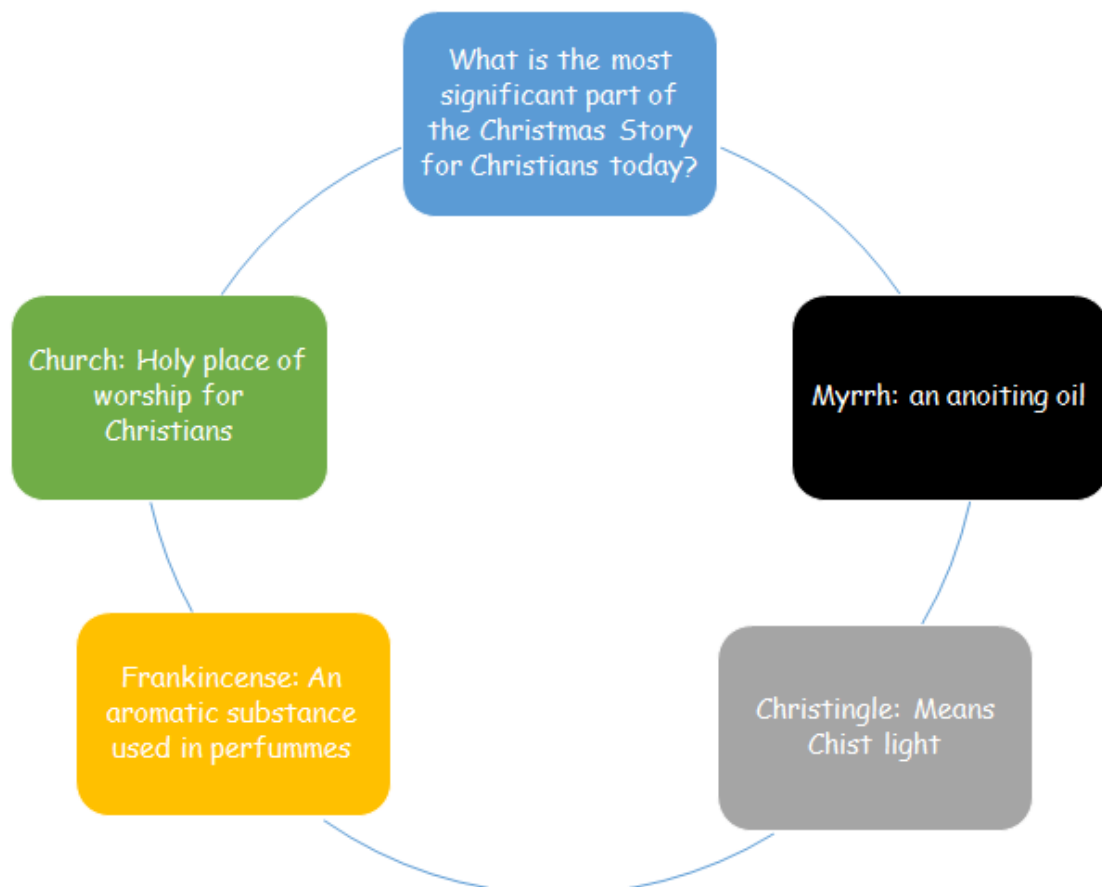 What is the most
significant part of
the Christmas Story
for Christians today?
Church: Holy place of
worship for
Christians
Myrrh: an anoiting oil
Frankincense: An
aromatic substance
used in perfummes
Christingle: Means
Chist light